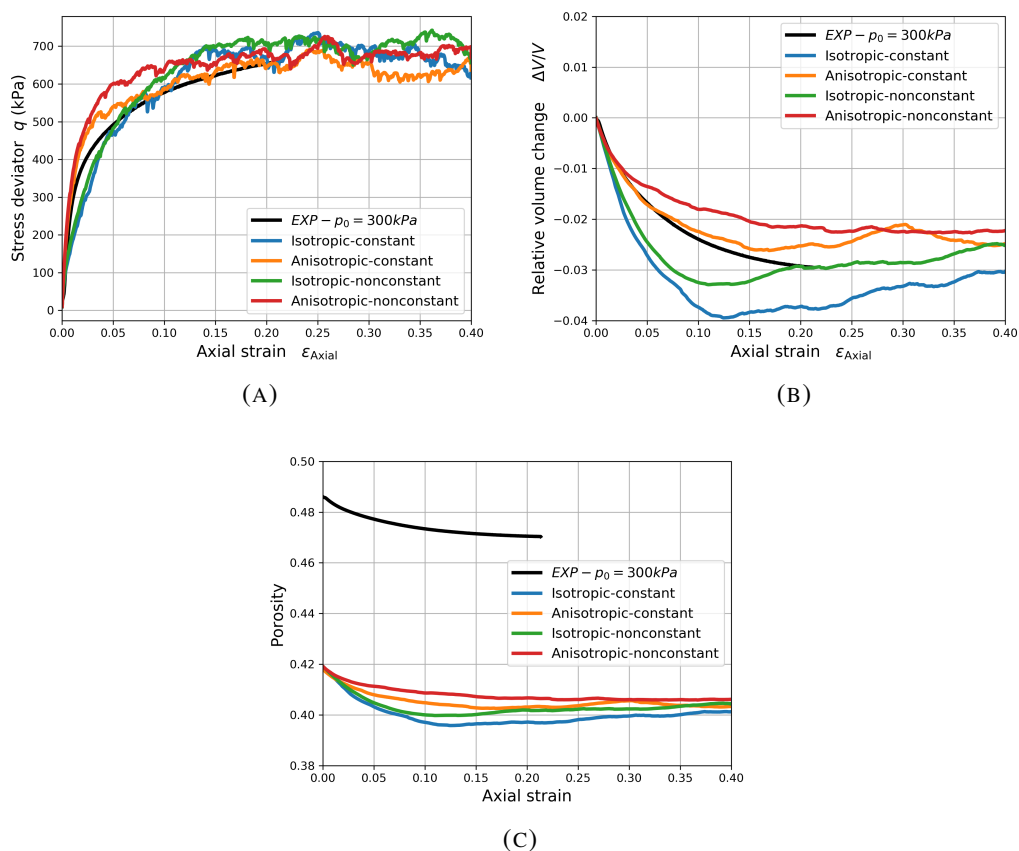 700
600
500
400
300
200
100
0
Stress deviator q (kPa)
EXP − p₀ = 300kPa
Isotropic-constant
Anisotropic-constant
Isotropic-nonconstant
Anisotropic-nonconstant
0.00 0.05 0.10 0.15 0.20 0.25 0.30 0.35 0.40
Axial strain ε_Axial
(A)
0.02
0.01
0.00
−0.01
−0.02
−0.03
−0.04
Relative volume change ΔV/V
EXP − p₀ = 300kPa
Isotropic-constant
Anisotropic-constant
Isotropic-nonconstant
Anisotropic-nonconstant
0.00 0.05 0.10 0.15 0.20 0.25 0.30 0.35 0.40
Axial strain ε_Axial
(B)
0.50
0.48
0.46
0.44
0.42
0.40
0.38
Porosity
EXP − p₀ = 300kPa
Isotropic-constant
Anisotropic-constant
Isotropic-nonconstant
Anisotropic-nonconstant
0.00 0.05 0.10 0.15 0.20 0.25 0.30 0.35 0.40
Axial strain
(C)